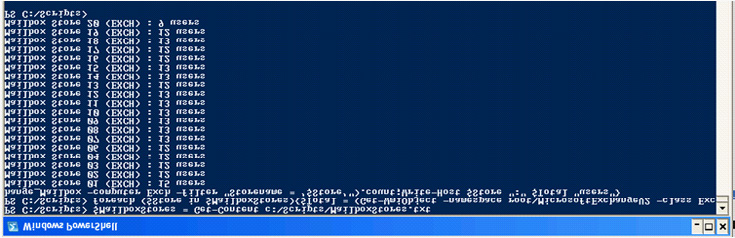 Windows PowerShell
PS C:\Scripts> $MailboxStores = Get-Content c:\Scripts\MailboxStores.txt
PS C:\Scripts> Foreach ($Store in $MailboxStores){$Total = (Get-WmiObject -namespace root/MicrosoftExchangeV2 -class Exc
hange_Mailbox -computer Exch -Filter "Storename = '$Store'").count;Write-Host $Store ":" $Total "users"}
Mailbox Store 01 (EXCH) : 15 users
Mailbox Store 02 (EXCH) : 12 users
Mailbox Store 03 (EXCH) : 12 users
Mailbox Store 04 (EXCH) : 12 users
Mailbox Store 06 (EXCH) : 12 users
Mailbox Store 07 (EXCH) : 13 users
Mailbox Store 08 (EXCH) : 13 users
Mailbox Store 09 (EXCH) : 13 users
Mailbox Store 10 (EXCH) : 13 users
Mailbox Store 11 (EXCH) : 13 users
Mailbox Store 12 (EXCH) : 13 users
Mailbox Store 13 (EXCH) : 12 users
Mailbox Store 14 (EXCH) : 13 users
Mailbox Store 15 (EXCH) : 13 users
Mailbox Store 16 (EXCH) : 12 users
Mailbox Store 17 (EXCH) : 12 users
Mailbox Store 18 (EXCH) : 13 users
Mailbox Store 19 (EXCH) : 12 users
Mailbox Store 20 (EXCH) : 9 users
PS C:\Scripts>